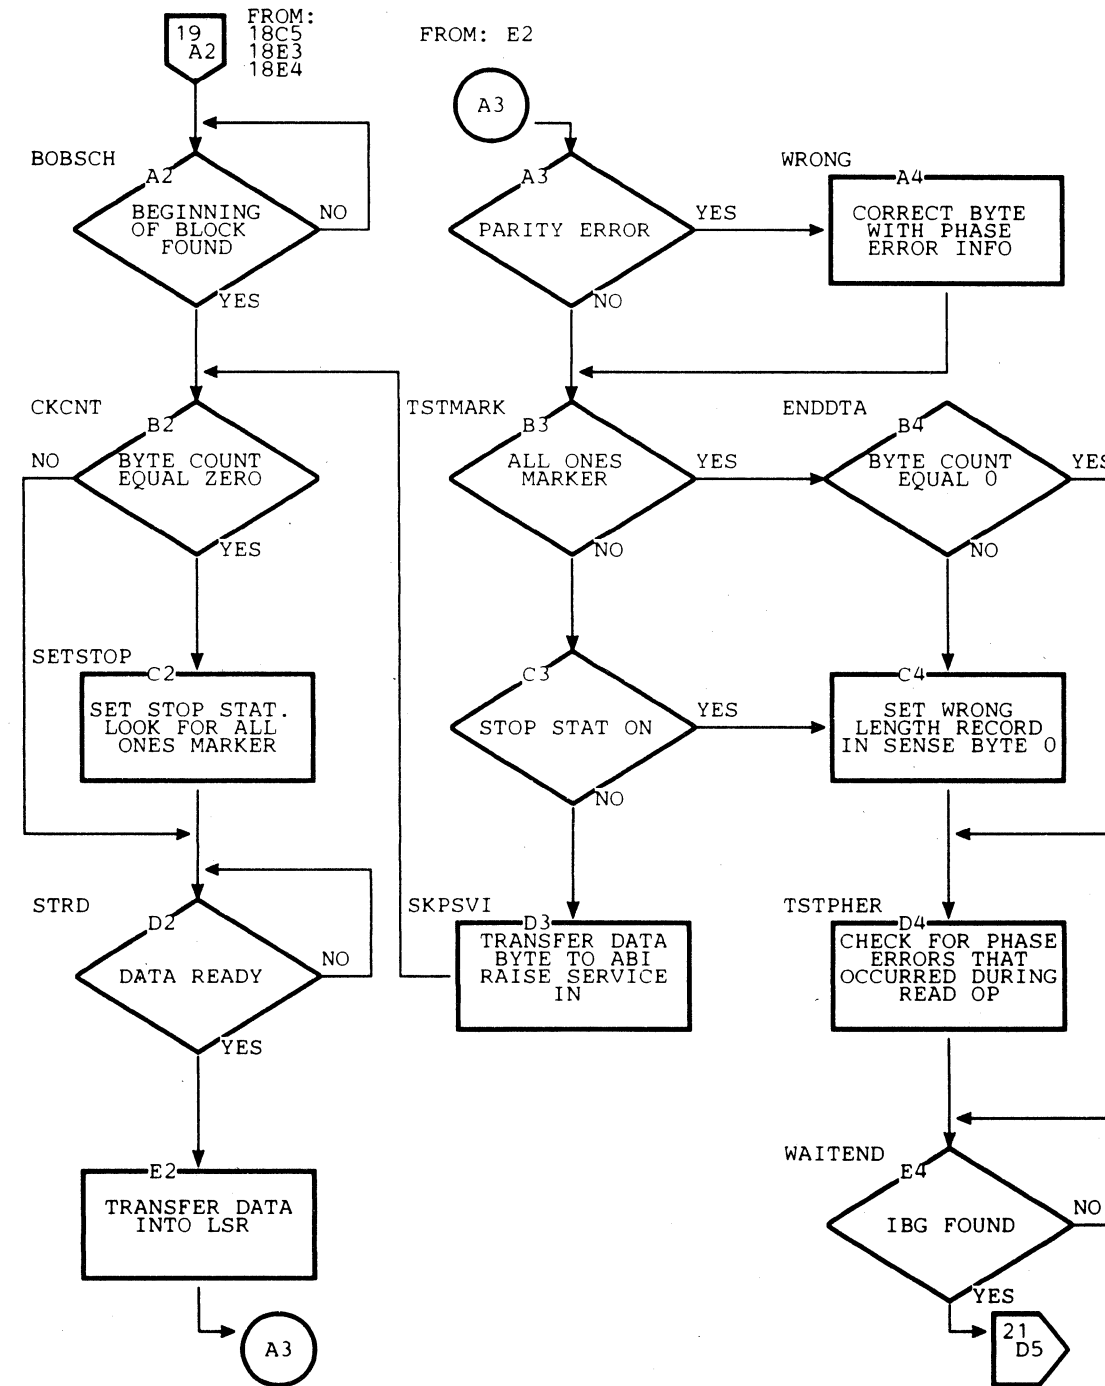 19
A2
FROM:
18C5
18E3
18E4
FROM: E2
A3
BOBSCH
A2
BEGINNING
OF BLOCK
FOUND
NO
YES
A3
PARITY ERROR
YES
NO
WRONG
A4
CORRECT BYTE
WITH PHASE
ERROR INFO
CKCNT
B2
NO
BYTE COUNT
EQUAL ZERO
YES
TSTMARK
B3
ALL ONES
MARKER
YES
NO
ENDDTA
B4
BYTE COUNT
EQUAL 0
YES
NO
SETSTOP
C2
SET STOP STAT.
LOOK FOR ALL
ONES MARKER
C3
STOP STAT ON
YES
NO
C4
SET WRONG
LENGTH RECORD
IN SENSE BYTE 0
STRD
D2
DATA READY
NO
YES
SKPSVI
D3
TRANSFER DATA
BYTE TO ABI
RAISE SERVICE
IN
TSTPHER
D4
CHECK FOR PHASE
ERRORS THAT
OCCURRED DURING
READ OP
E2
TRANSFER DATA
INTO LSR
A3
WAITEND
E4
IBG FOUND
NO
YES
21
D5